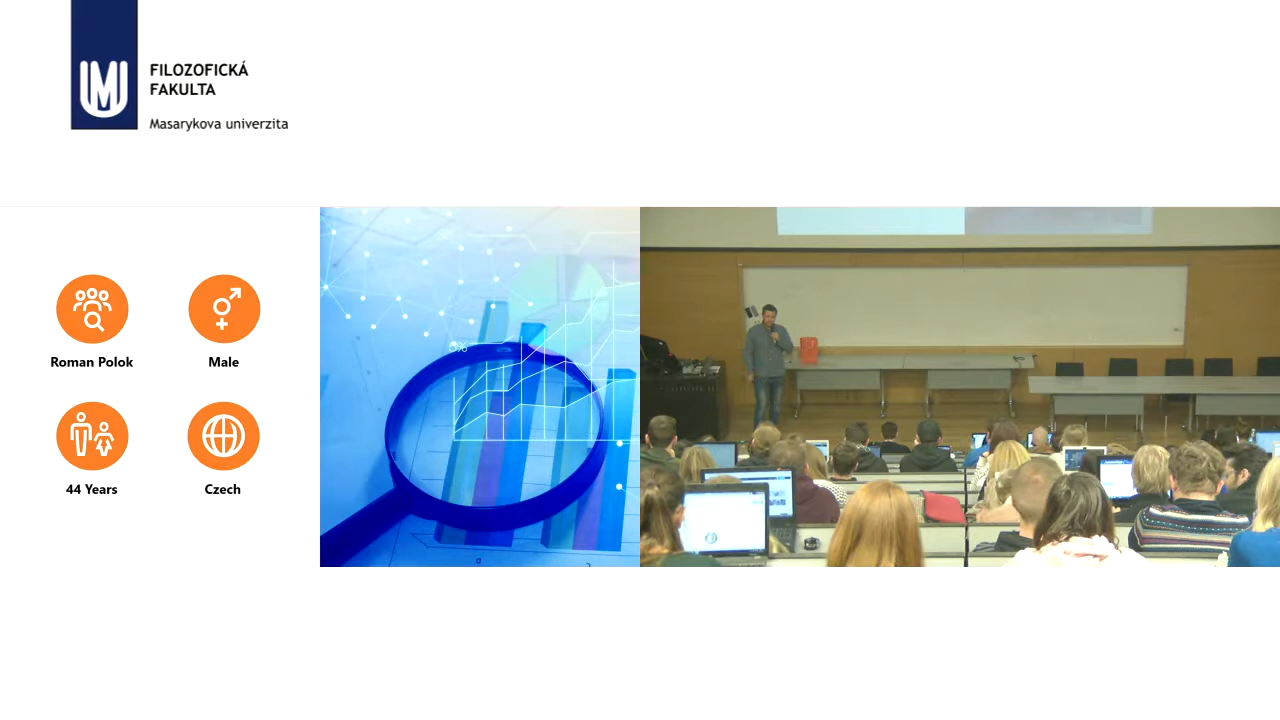 FILOZOFICKÁ
FAKULTA
Masarykova univerzita
Roman Polok
Male
44 Years
Czech